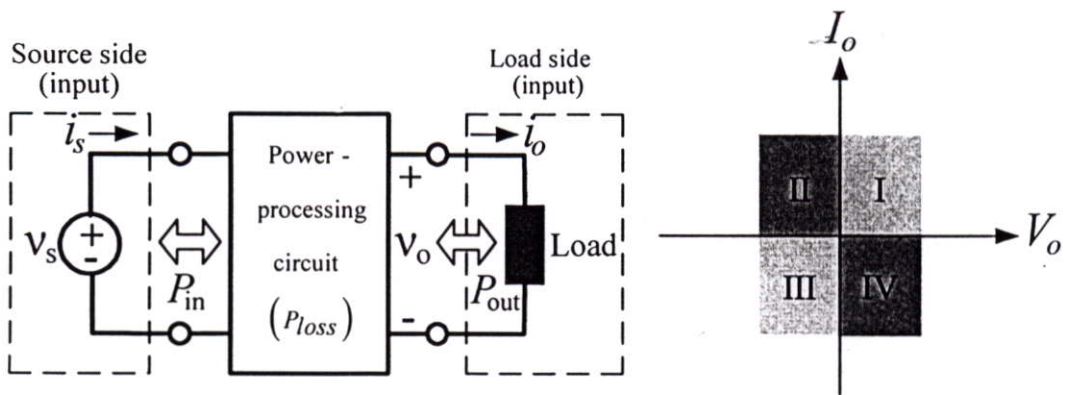 Source side
(input)
i_s
v_s
+
-
P_in
Power -
processing
circuit
(P_loss)
+
v_o
-
Load side
(input)
i_o
Load
P_out
I_o
V_o
II
I
III
IV